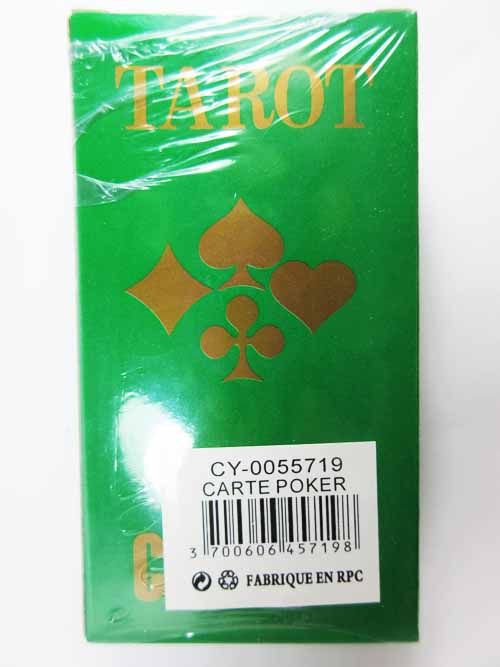 TAROT
CY-0055719
CARTE POKER
3 700606 457198
FABRIQUE EN RPC